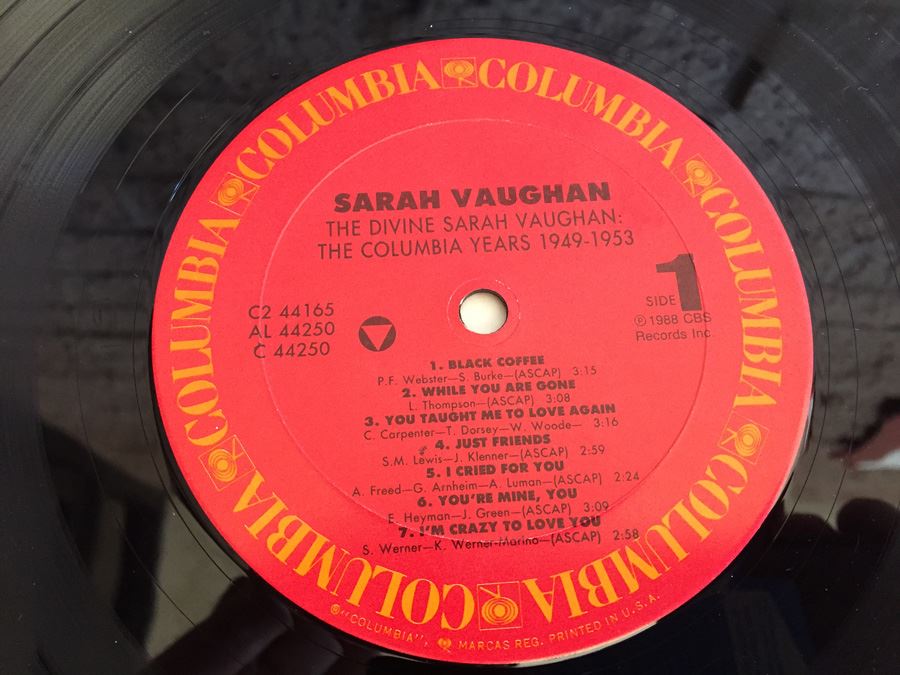 COLUMBIA COLUMBIA COLUMBIA COLUMBIA COLUMBIA COLUMBIA COLUMBIA COLUMBIA
SARAH VAUGHAN
THE DIVINE SARAH VAUGHAN:
THE COLUMBIA YEARS 1949-1953
C2 44165
AL 44250
C 44250
SIDE 1
℗ 1988 CBS
Records Inc.
1. BLACK COFFEE
P.F. Webster—S. Burke—(ASCAP) 3:15
2. WHILE YOU ARE GONE
L. Thompson—(ASCAP) 3:08
3. YOU TAUGHT ME TO LOVE AGAIN
C. Carpenter—T. Dorsey—W. Woode— 3:16
4. JUST FRIENDS
S.M. Lewis—J. Klenner—(ASCAP) 2:59
5. I CRIED FOR YOU
A. Freed—G. Arnheim—A. Luman—(ASCAP) 2:24
6. YOU'RE MINE, YOU
E. Heyman—J. Green—(ASCAP) 3:09
7. I'M CRAZY TO LOVE YOU
S. Werner—K. Werner-Marino—(ASCAP) 2:58
®"COLUMBIA", MARCAS REG. PRINTED IN U.S.A.